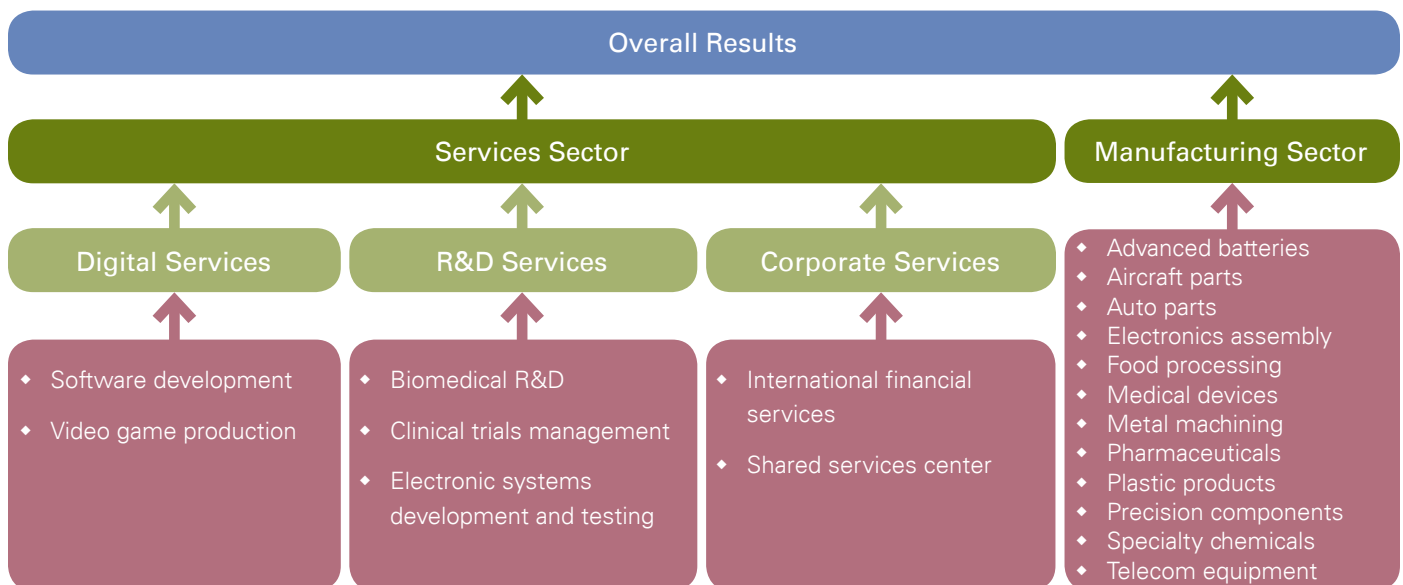 Overall Results
Services Sector
Manufacturing Sector
Digital Services
R&D Services
Corporate Services
◆ Software development
◆ Video game production
◆ Biomedical R&D
◆ Clinical trials management
◆ Electronic systems
development and testing
◆ International financial
services
◆ Shared services center
◆ Advanced batteries
◆ Aircraft parts
◆ Auto parts
◆ Electronics assembly
◆ Food processing
◆ Medical devices
◆ Metal machining
◆ Pharmaceuticals
◆ Plastic products
◆ Precision components
◆ Specialty chemicals
◆ Telecom equipment